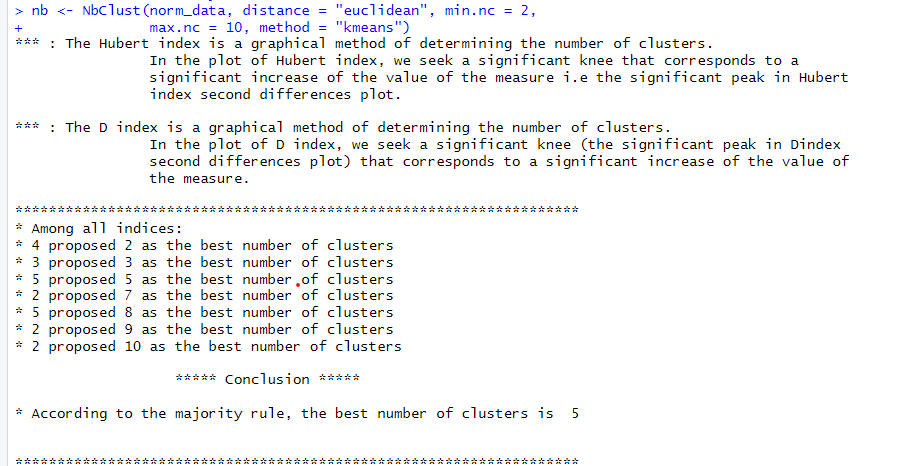 > nb <- NbClust(norm_data, distance = "euclidean", min.nc = 2,
+               max.nc = 10, method = "kmeans")
*** : The Hubert index is a graphical method of determining the number of clusters.
                In the plot of Hubert index, we seek a significant knee that corresponds to a
                significant increase of the value of the measure i.e the significant peak in Hubert
                index second differences plot.

*** : The D index is a graphical method of determining the number of clusters.
                In the plot of D index, we seek a significant knee (the significant peak in Dindex
                second differences plot) that corresponds to a significant increase of the value of
                the measure.

*******************************************************************
* Among all indices:
* 4 proposed 2 as the best number of clusters
* 3 proposed 3 as the best number of clusters
* 5 proposed 5 as the best number of clusters
* 2 proposed 7 as the best number of clusters
* 5 proposed 8 as the best number of clusters
* 2 proposed 9 as the best number of clusters
* 2 proposed 10 as the best number of clusters

                   ***** Conclusion *****

* According to the majority rule, the best number of clusters is  5


*******************************************************************